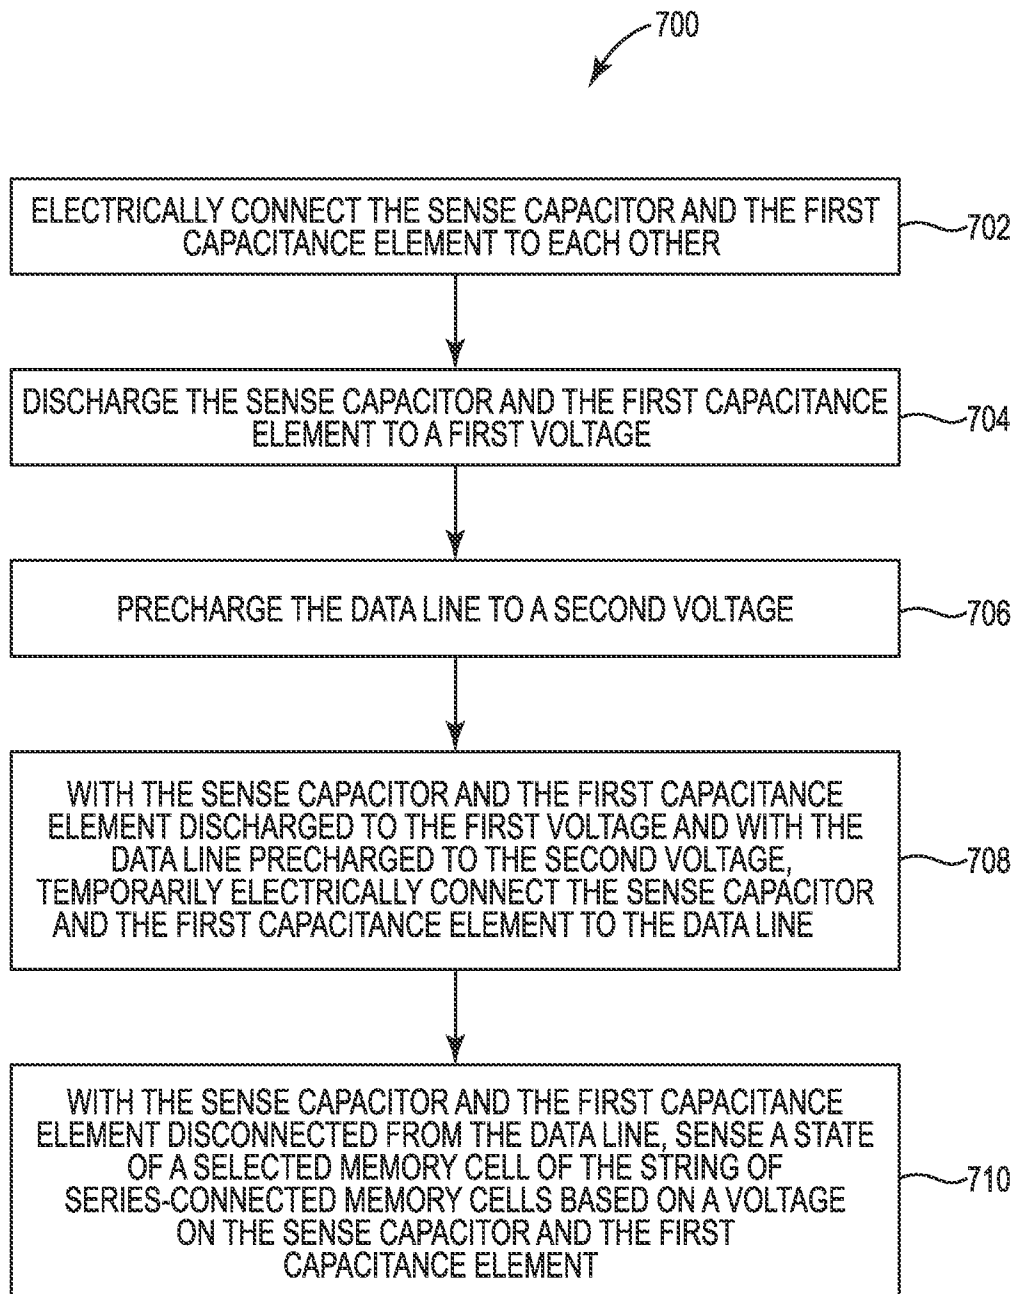 700
ELECTRICALLY CONNECT THE SENSE CAPACITOR AND THE FIRST
CAPACITANCE ELEMENT TO EACH OTHER
702
DISCHARGE THE SENSE CAPACITOR AND THE FIRST CAPACITANCE
ELEMENT TO A FIRST VOLTAGE
704
PRECHARGE THE DATA LINE TO A SECOND VOLTAGE
706
WITH THE SENSE CAPACITOR AND THE FIRST CAPACITANCE
ELEMENT DISCHARGED TO THE FIRST VOLTAGE AND WITH THE
DATA LINE PRECHARGED TO THE SECOND VOLTAGE,
TEMPORARILY ELECTRICALLY CONNECT THE SENSE CAPACITOR
AND THE FIRST CAPACITANCE ELEMENT TO THE DATA LINE
708
WITH THE SENSE CAPACITOR AND THE FIRST CAPACITANCE
ELEMENT DISCONNECTED FROM THE DATA LINE, SENSE A STATE
OF A SELECTED MEMORY CELL OF THE STRING OF
SERIES-CONNECTED MEMORY CELLS BASED ON A VOLTAGE
ON THE SENSE CAPACITOR AND THE FIRST
CAPACITANCE ELEMENT
710